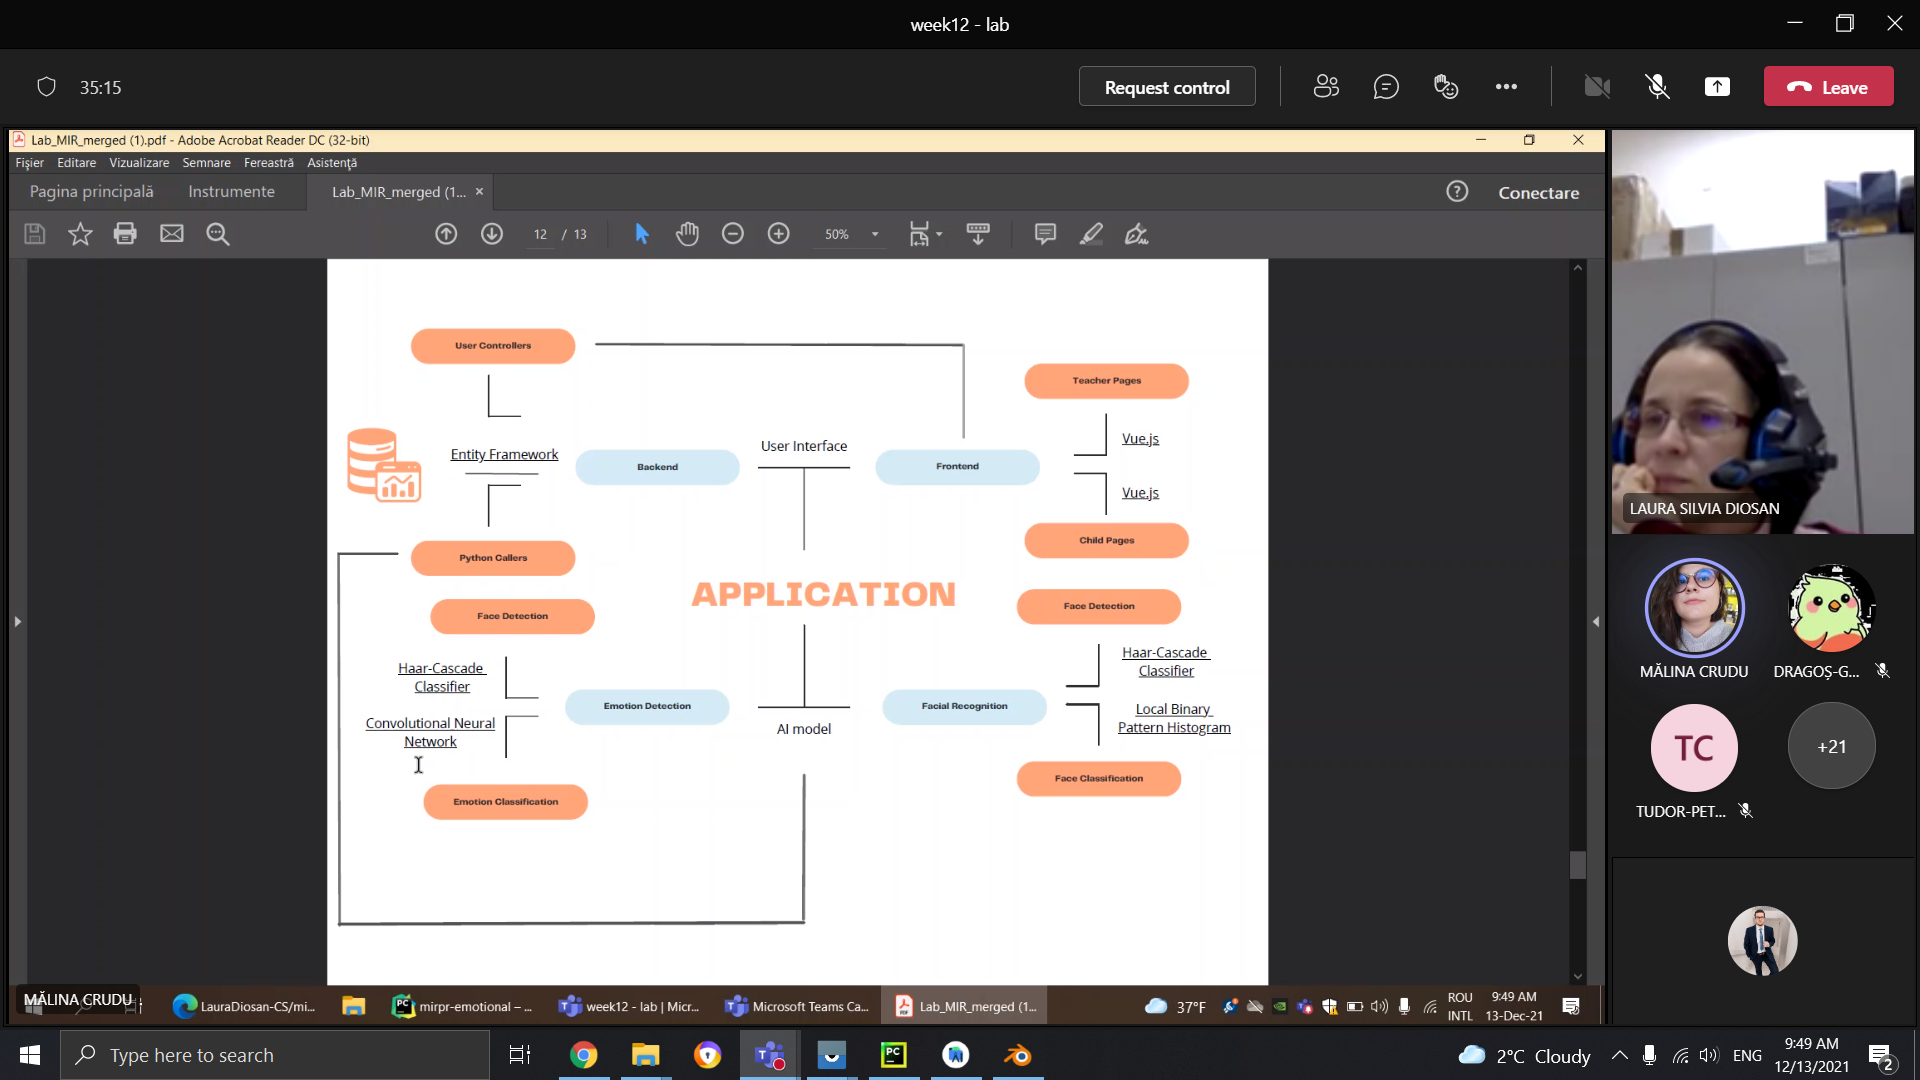 week12 - lab
35:15
Request control
Leave
Lab_MIR_merged (1).pdf - Adobe Acrobat Reader DC (32-bit)
Fișier Editare Vizualizare Semnare Fereastră Asistență
Pagina principală Instrumente Lab_MIR_merged (1... ×
Conectare
12 / 13
50%
User Controllers
Teacher Pages
User Interface
Vue.js
Entity Framework
Backend
Frontend
Vue.js
Python Callers
Child Pages
APPLICATION
Face Detection
Face Detection
Haar-Cascade
Classifier
Haar-Cascade
Classifier
Emotion Detection
Facial Recognition
Convolutional Neural
Network
AI model
Local Binary
Pattern Histogram
Emotion Classification
Face Classification
LAURA SILVIA DIOSAN
MĂLINA CRUDU
DRAGOȘ-G...
TC
+21
TUDOR-PET...
MĂLINA CRUDU
LauraDiosan-CS/mi...
mirpr-emotional – ...
week12 - lab | Micr...
Microsoft Teams Ca...
Lab_MIR_merged (1...
37°F
ROU
INTL
9:49 AM
13-Dec-21
Type here to search
2°C Cloudy
ENG
9:49 AM
12/13/2021
2